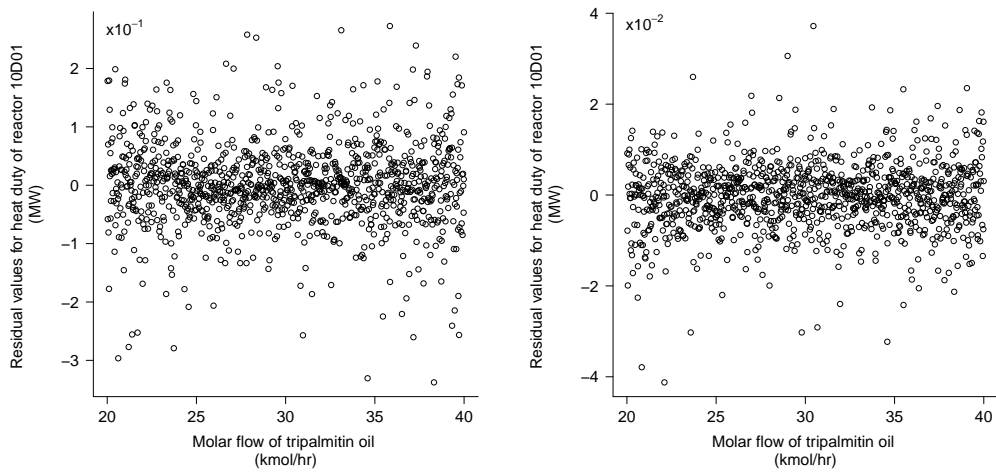 x10⁻¹
2
1
0
−1
−2
−3
Residual values for heat duty of reactor 10D01
(MW)
20
25
30
35
40
Molar flow of tripalmitin oil
(kmol/hr)
x10⁻²
4
2
0
−2
−4
Residual values for heat duty of reactor 10D01
(MW)
20
25
30
35
40
Molar flow of tripalmitin oil
(kmol/hr)